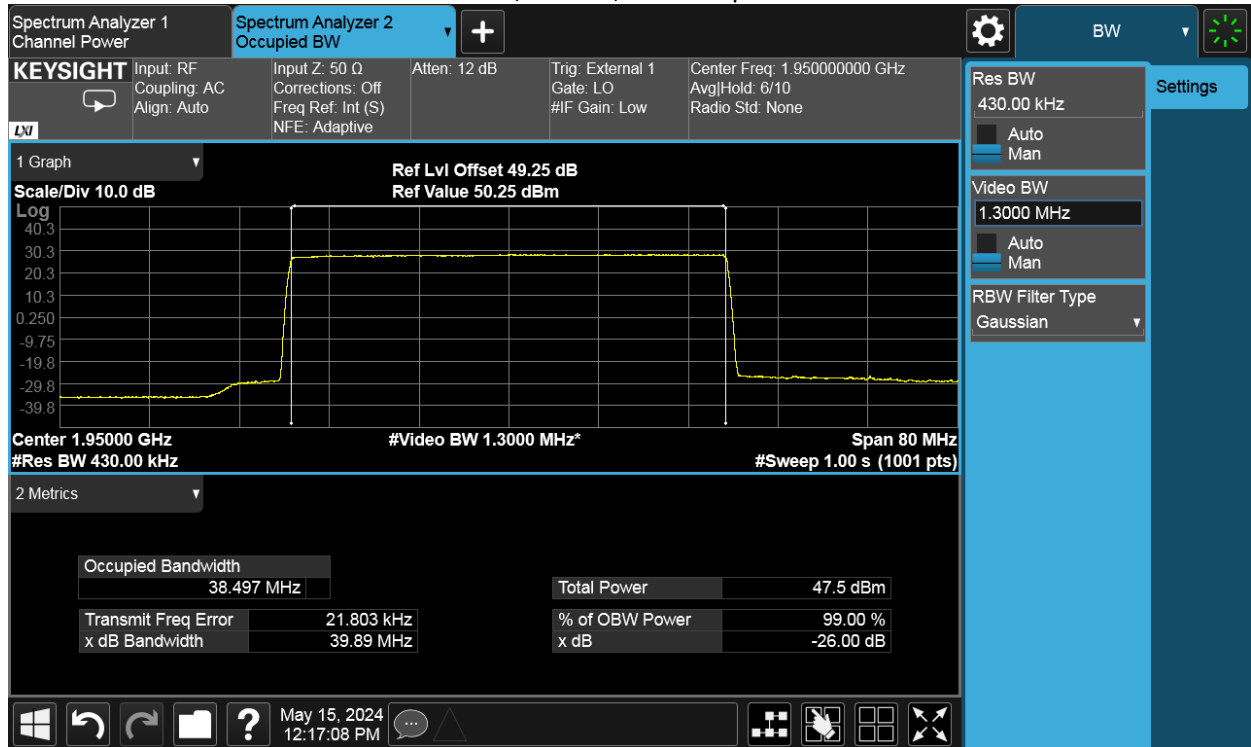 Spectrum Analyzer 1
Channel Power
Spectrum Analyzer 2
Occupied BW
BW
KEYSIGHT
LXI
Input: RF
Coupling: AC
Align: Auto
Input Z: 50 Ω
Corrections: Off
Freq Ref: Int (S)
NFE: Adaptive
Atten: 12 dB
Trig: External 1
Gate: LO
#IF Gain: Low
Center Freq: 1.950000000 GHz
Avg|Hold: 6/10
Radio Std: None
1 Graph
Scale/Div 10.0 dB
Ref Lvl Offset 49.25 dB
Ref Value 50.25 dBm
Log
40.3
30.3
20.3
10.3
0.250
-9.75
-19.8
-29.8
-39.8
Center 1.95000 GHz
#Video BW 1.3000 MHz*
Span 80 MHz
#Res BW 430.00 kHz
#Sweep 1.00 s (1001 pts)
2 Metrics
Occupied Bandwidth
38.497 MHz
Total Power 47.5 dBm
Transmit Freq Error 21.803 kHz
% of OBW Power 99.00 %
x dB Bandwidth 39.89 MHz
x dB -26.00 dB
Res BW
430.00 kHz
Auto
Man
Video BW
1.3000 MHz
Auto
Man
RBW Filter Type
Gaussian
Settings
?
May 15, 2024
12:17:08 PM